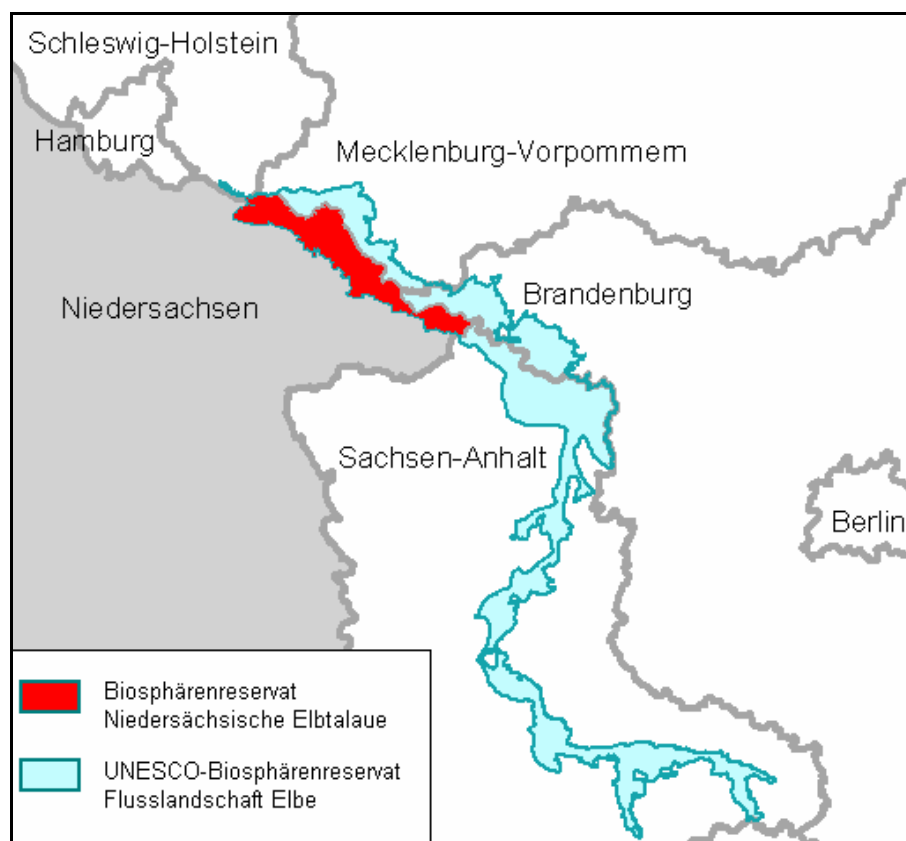 Schleswig-Holstein
Hamburg
Mecklenburg-Vorpommern
Niedersachsen
Brandenburg
Sachsen-Anhalt
Berlin
Biosphärenreservat
Niedersächsische Elbtalaue
UNESCO-Biosphärenreservat
Flusslandschaft Elbe